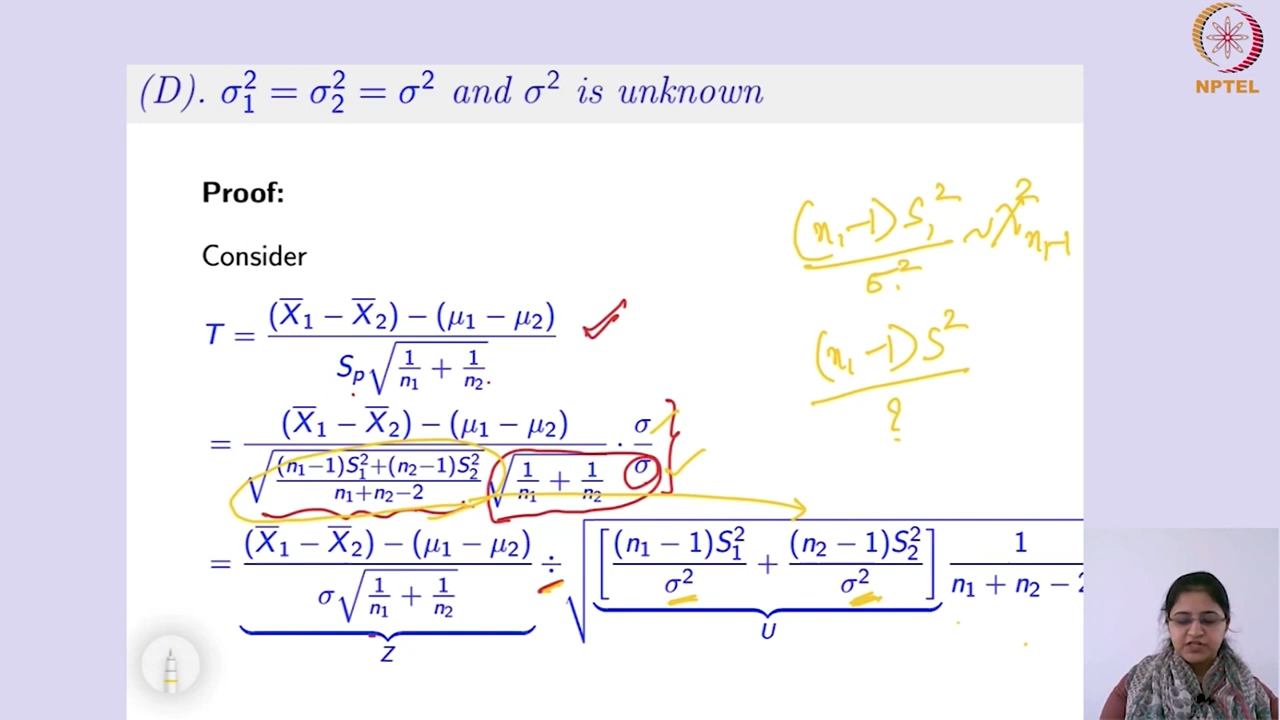 NPTEL
(D). σ₁² = σ₂² = σ² and σ² is unknown
Proof:
(n₁-1)S₁² / σ² ~ χ²ₙ₁₋₁
Consider
T = ((X̅₁ − X̅₂) − (μ₁ − μ₂)) / (Sₚ √(1/n₁ + 1/n₂))
(n₁-1)S² / ?
= ((X̅₁ − X̅₂) − (μ₁ − μ₂)) / (√(((n₁−1)S₁²+(n₂−1)S₂²)/(n₁+n₂−2)) √(1/n₁ + 1/n₂)) · σ/σ
= ((X̅₁ − X̅₂) − (μ₁ − μ₂)) / (σ √(1/n₁ + 1/n₂)) ÷ √([(n₁ − 1)S₁²/σ² + (n₂ − 1)S₂²/σ²] 1/(n₁ + n₂ − 2
Z U